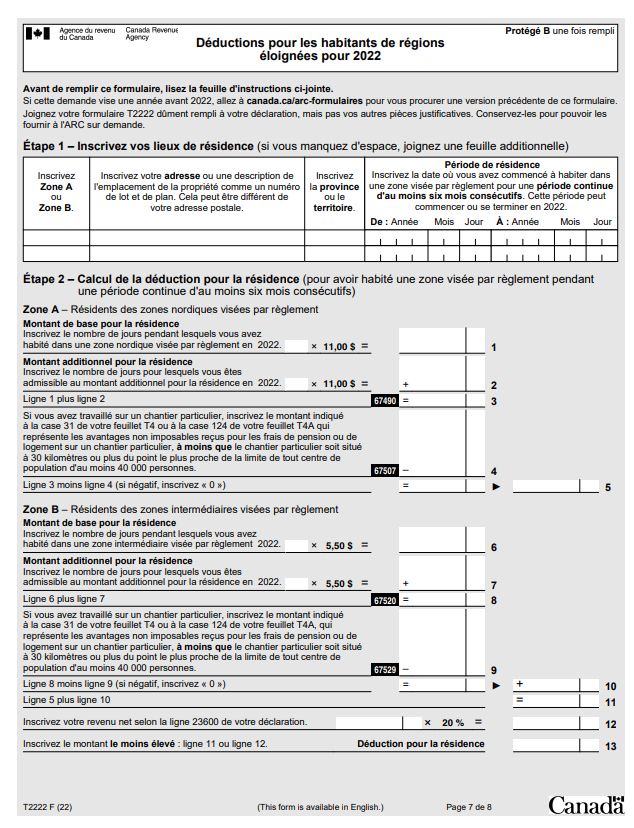 Agence du revenu
du Canada
Canada Revenue
Agency
Protégé B une fois rempli
Déductions pour les habitants de régions
éloignées pour 2022
Avant de remplir ce formulaire, lisez la feuille d'instructions ci-jointe.
Si cette demande vise une année avant 2022, allez à canada.ca/arc-formulaires pour vous procurer une version précédente de ce formulaire.
Joignez votre formulaire T2222 dûment rempli à votre déclaration, mais pas vos autres pièces justificatives. Conservez-les pour pouvoir les
fournir à l'ARC sur demande.
Étape 1 – Inscrivez vos lieux de résidence (si vous manquez d'espace, joignez une feuille additionnelle)
Inscrivez
Zone A
ou
Zone B.
Inscrivez votre adresse ou une description de
l'emplacement de la propriété comme un numéro
de lot et de plan. Cela peut être différent de
votre adresse postale.
Inscrivez
la province
ou le
territoire.
Période de résidence
Inscrivez la date où vous avez commencé à habiter dans
une zone visée par règlement pour une période continue
d'au moins six mois consécutifs. Cette période peut
commencer ou se terminer en 2022.
De : Année Mois Jour À : Année Mois Jour
Étape 2 – Calcul de la déduction pour la résidence (pour avoir habité une zone visée par règlement pendant
une période continue d'au moins six mois consécutifs)
Zone A – Résidents des zones nordiques visées par règlement
Montant de base pour la résidence
Inscrivez le nombre de jours pendant lesquels vous avez
habité dans une zone nordique visée par règlement en 2022. × 11,00 $ = 1
Montant additionnel pour la résidence
Inscrivez le nombre de jours pour lesquels vous êtes
admissible au montant additionnel pour la résidence en 2022. × 11,00 $ = + 2
Ligne 1 plus ligne 2 67490 = 3
Si vous avez travaillé sur un chantier particulier, inscrivez le montant indiqué
à la case 31 de votre feuillet T4 ou à la case 124 de votre feuillet T4A qui
représente les avantages non imposables reçus pour les frais de pension ou de
logement sur un chantier particulier, à moins que le chantier particulier soit situé
à 30 kilomètres ou plus du point le plus proche de la limite de tout centre de
population d'au moins 40 000 personnes. 67507 – 4
Ligne 3 moins ligne 4 (si négatif, inscrivez « 0 ») = ► 5
Zone B – Résidents des zones intermédiaires visées par règlement
Montant de base pour la résidence
Inscrivez le nombre de jours pendant lesquels vous avez
habité dans une zone intermédiaire visée par règlement 2022. × 5,50 $ = 6
Montant additionnel pour la résidence
Inscrivez le nombre de jours pour lesquels vous êtes
admissible au montant additionnel pour la résidence en 2022. × 5,50 $ = + 7
Ligne 6 plus ligne 7 67520 = 8
Si vous avez travaillé sur un chantier particulier, inscrivez le montant indiqué
à la case 31 de votre feuillet T4 ou à la case 124 de votre feuillet T4A, qui
représente les avantages non imposables reçus pour les frais de pension ou de
logement sur un chantier particulier, à moins que le chantier particulier soit situé
à 30 kilomètres ou plus du point le plus proche de la limite de tout centre de
population d'au moins 40 000 personnes. 67529 – 9
Ligne 8 moins ligne 9 (si négatif, inscrivez « 0 ») = ► + 10
Ligne 5 plus ligne 10 = 11
Inscrivez votre revenu net selon la ligne 23600 de votre déclaration. × 20 % = 12
Inscrivez le montant le moins élevé : ligne 11 ou ligne 12. Déduction pour la résidence 13
T2222 F (22) (This form is available in English.) Page 7 de 8
Canada